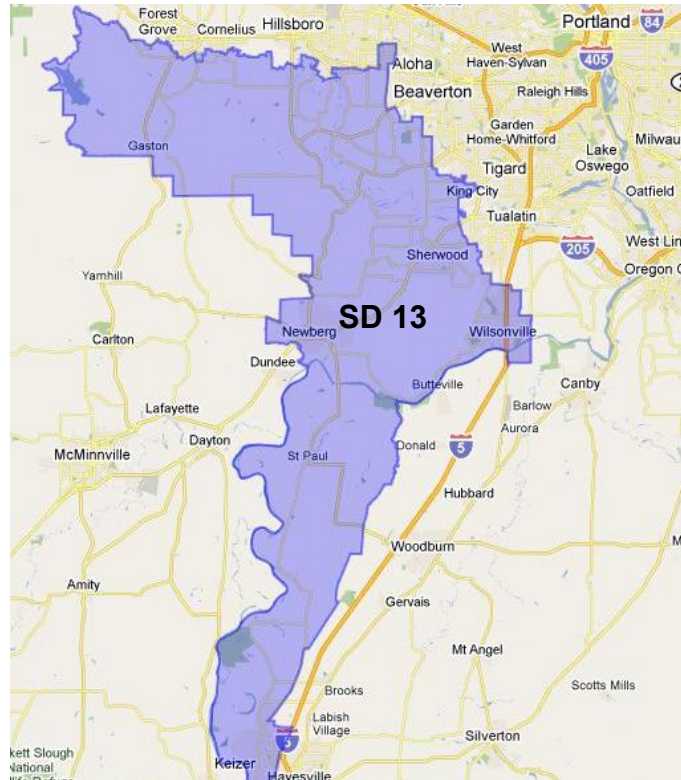 Forest
Grove
Cornelius
Hillsboro
Portland
84
West
Haven-Sylvan
405
Aloha
Beaverton
Raleigh Hills
Garden
Home-Whitford
Milwau
Lake
Oswego
Gaston
Tigard
King City
Oatfield
Tualatin
West Lin
205
Sherwood
Oregon C
Yamhill
SD 13
Newberg
Wilsonville
Carlton
Dundee
Butteville
Canby
Lafayette
Barlow
Aurora
McMinnville
Dayton
Donald
5
St Paul
Hubbard
Woodburn
M
Amity
Gervais
Mt Angel
Scotts Mills
Brooks
Labish
Village
5
Silverton
Keizer
Hayesville
kett Slough
National